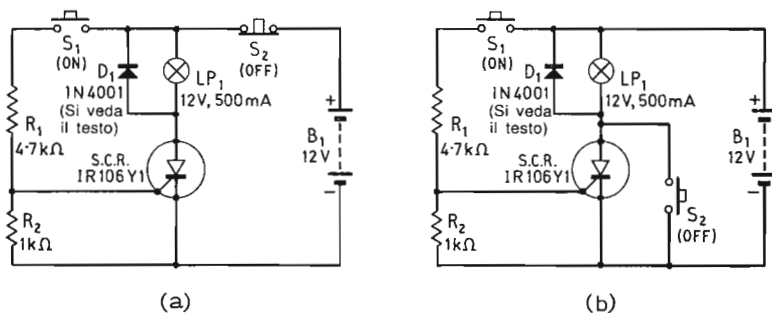 S1
(ON)
D1
1N4001
(Si veda
il testo)
LP1
12V, 500mA
S2
(OFF)
+
B1
12V
−
R1
4·7kΩ
S.C.R.
IR106Y1
R2
1kΩ
(a)
S1
(ON)
D1
1N4001
(Si veda
il testo)
LP1
12V, 500mA
+
B1
12V
−
R1
4·7kΩ
S.C.R.
IR106Y1
S2
(OFF)
R2
1kΩ
(b)